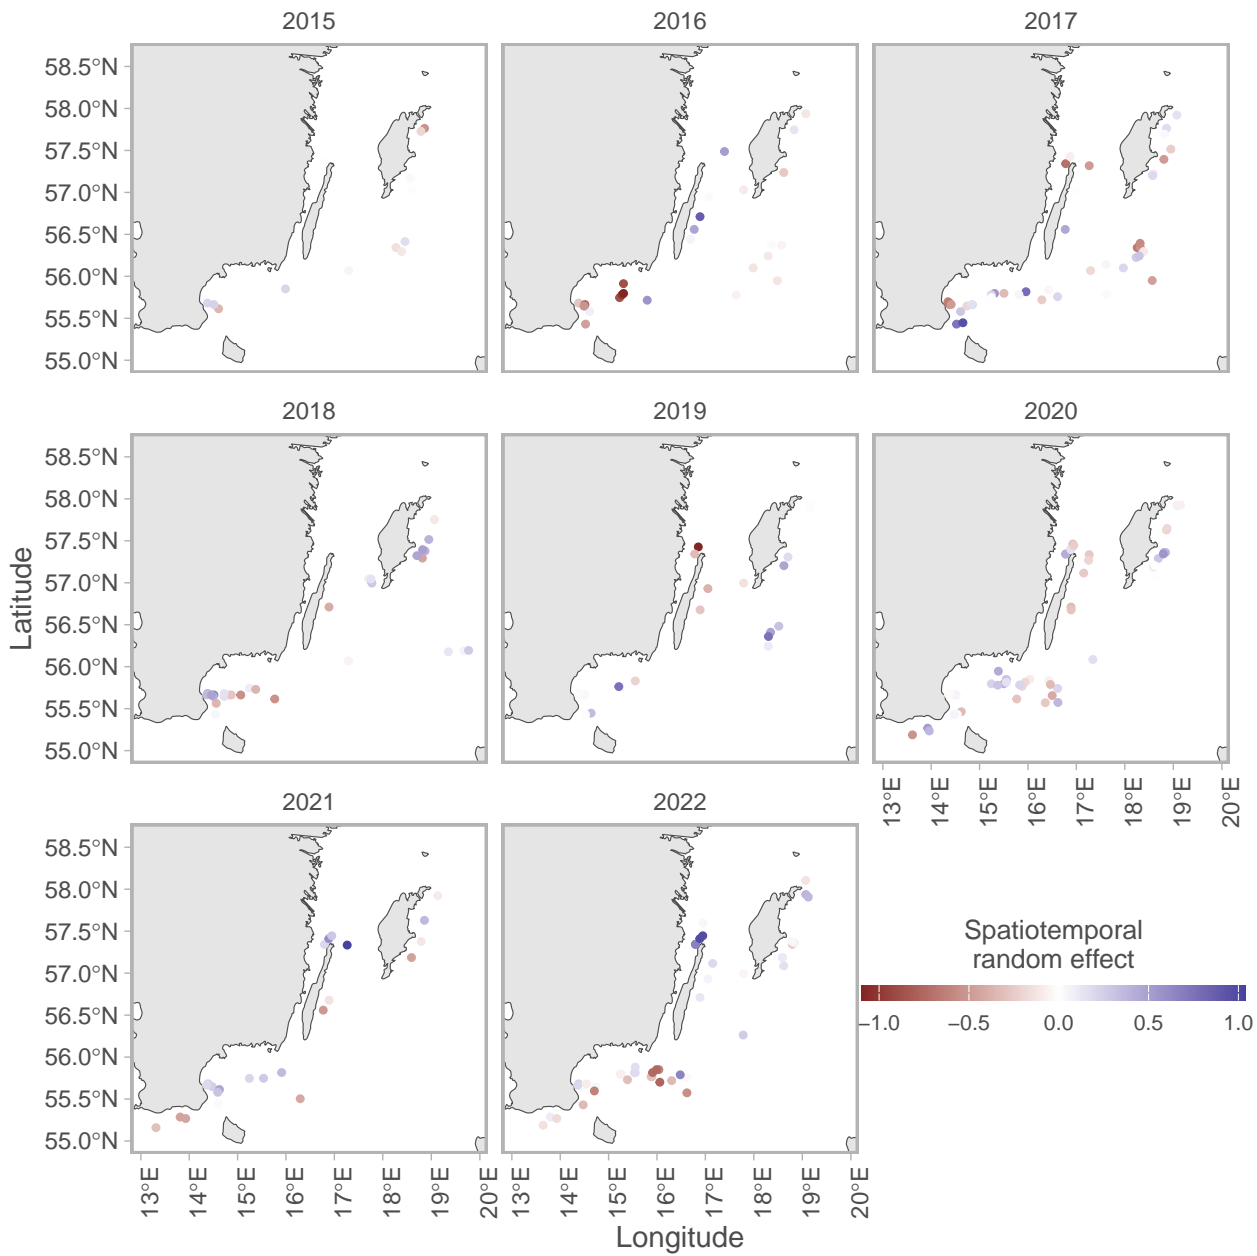 2015 2016 2017
58.5°N
58.0°N
57.5°N
57.0°N
56.5°N
56.0°N
55.5°N
55.0°N
2018 2019 2020
58.5°N
58.0°N
57.5°N
57.0°N
56.5°N
56.0°N
55.5°N
55.0°N
Latitude
13°E 14°E 15°E 16°E 17°E 18°E 19°E 20°E
2021 2022
58.5°N
58.0°N
57.5°N
57.0°N
56.5°N
56.0°N
55.5°N
55.0°N
Spatiotemporal
random effect
−1.0 −0.5 0.0 0.5 1.0
13°E 14°E 15°E 16°E 17°E 18°E 19°E 20°E 13°E 14°E 15°E 16°E 17°E 18°E 19°E 20°E
Longitude